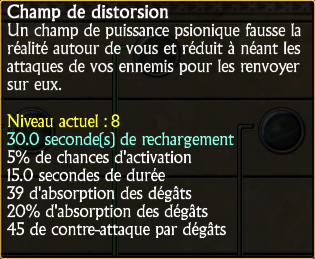 Champ de distorsion
Un champ de puissance psionique fausse la
réalité autour de vous et réduit à néant les
attaques de vos ennemis pour les renvoyer
sur eux.
Niveau actuel : 8
30.0 seconde(s) de rechargement
5% de chances d'activation
15.0 secondes de durée
39 d'absorption des dégâts
20% d'absorption des dégâts
45 de contre-attaque par dégâts